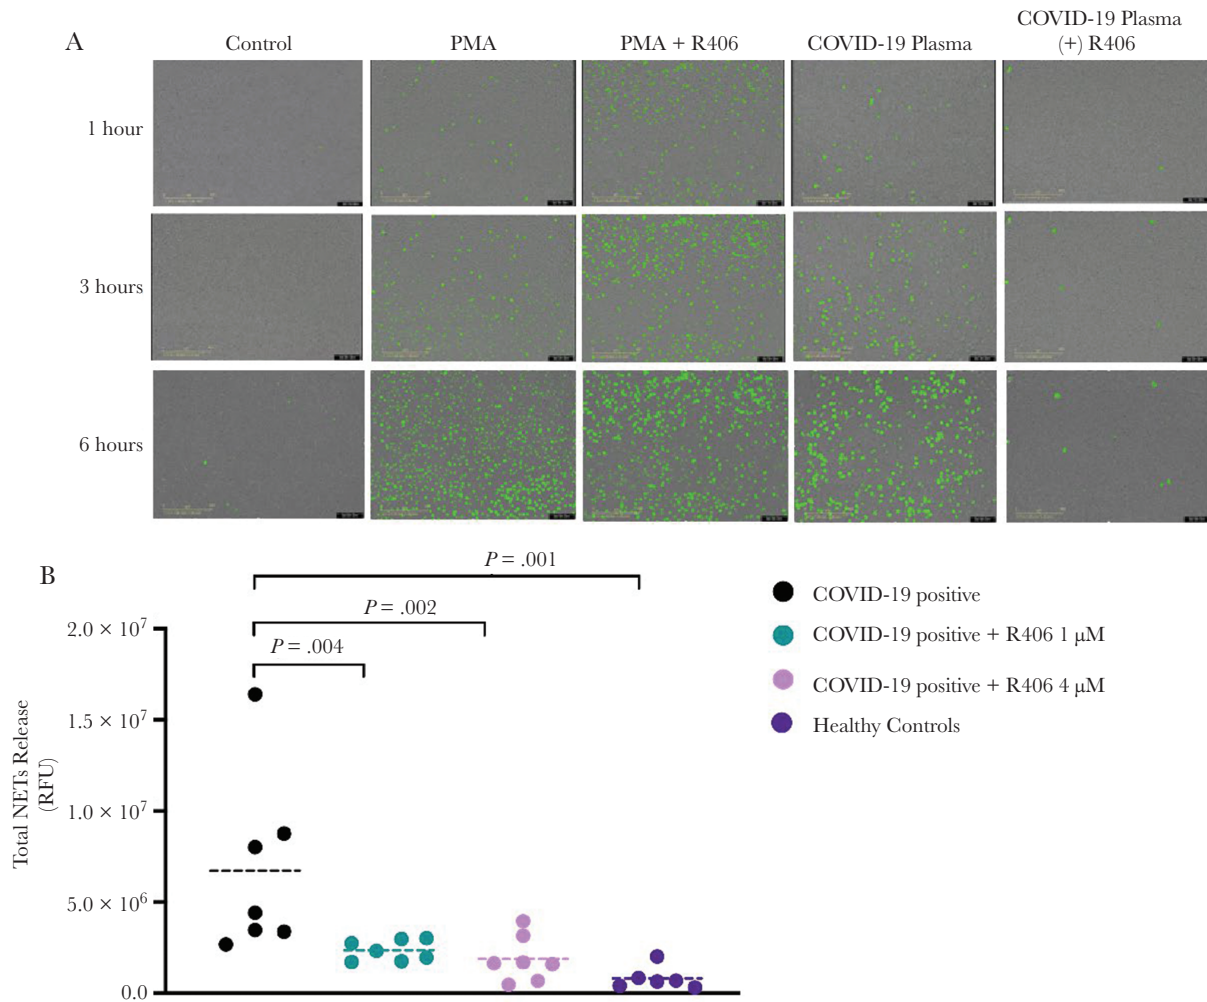 A
Control
PMA
PMA + R406
COVID-19 Plasma
COVID-19 Plasma
(+) R406
1 hour
3 hours
6 hours
B
P = .001
P = .002
P = .004
Total NETs Release
(RFU)
2.0 × 10⁷
1.5 × 10⁷
1.0 × 10⁷
5.0 × 10⁶
0.0
COVID-19 positive
COVID-19 positive + R406 1 μM
COVID-19 positive + R406 4 μM
Healthy Controls